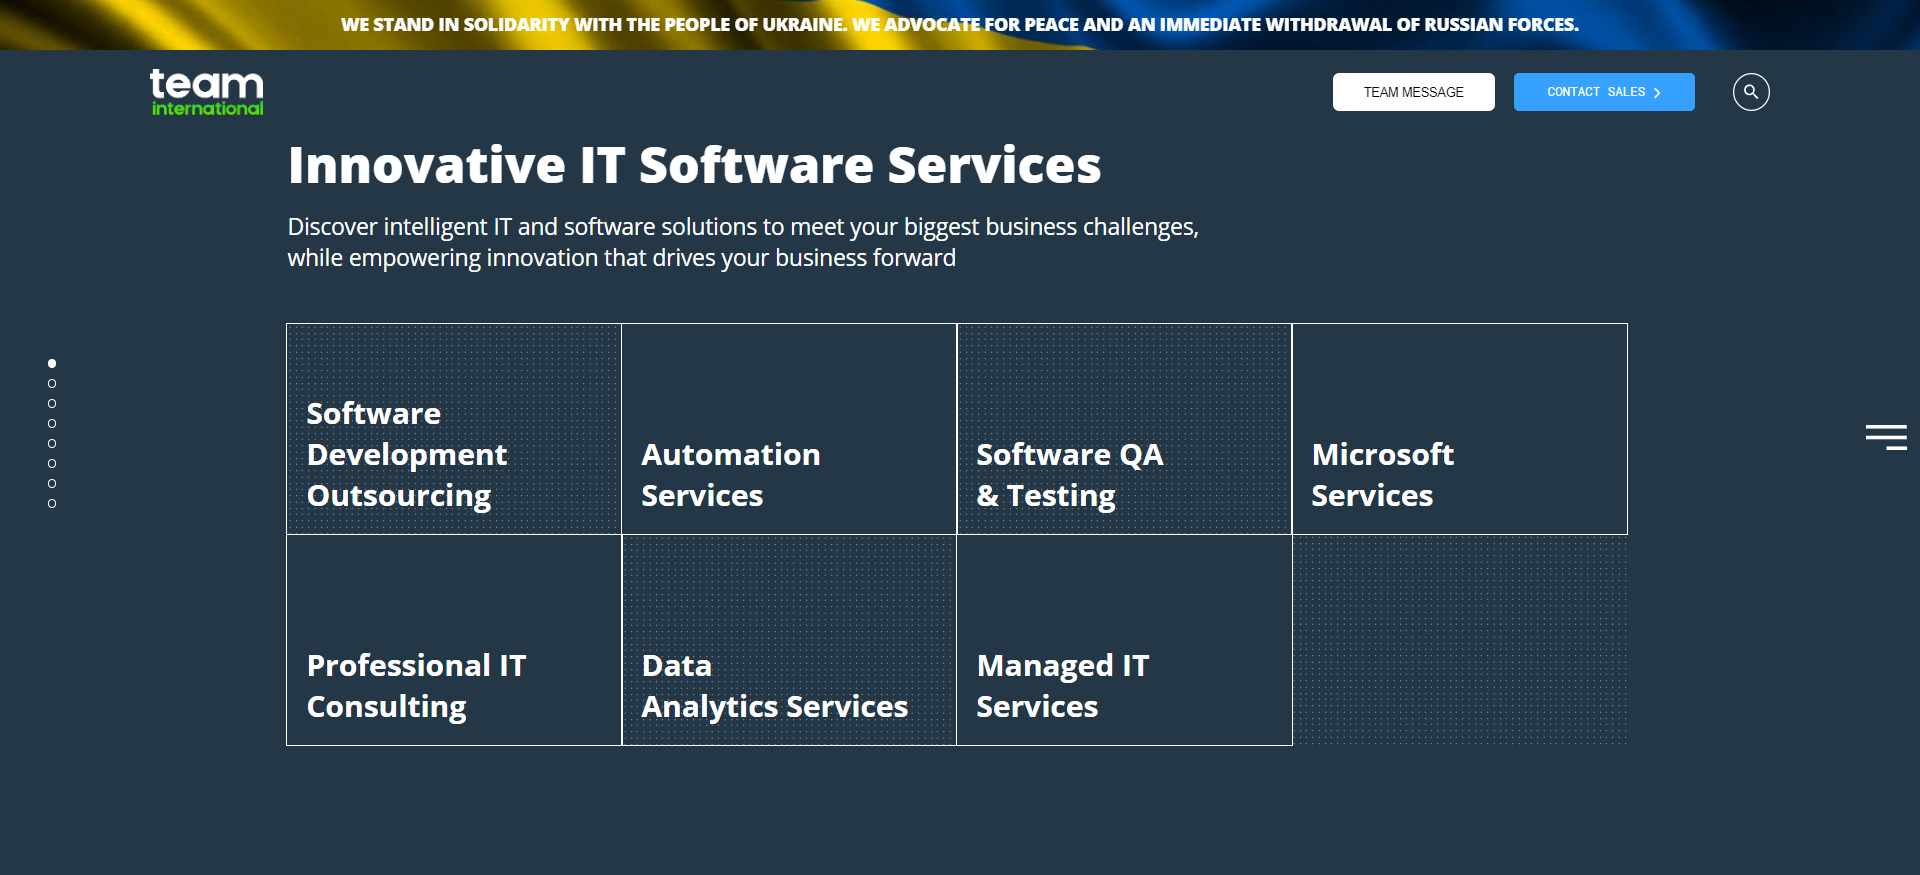 WE STAND IN SOLIDARITY WITH THE PEOPLE OF UKRAINE. WE ADVOCATE FOR PEACE AND AN IMMEDIATE WITHDRAWAL OF RUSSIAN FORCES.
team
international
TEAM MESSAGE
CONTACT SALES
Innovative IT Software Services
Discover intelligent IT and software solutions to meet your biggest business challenges,
while empowering innovation that drives your business forward
Software
Development
Outsourcing
Automation
Services
Software QA
& Testing
Microsoft
Services
Professional IT
Consulting
Data
Analytics Services
Managed IT
Services